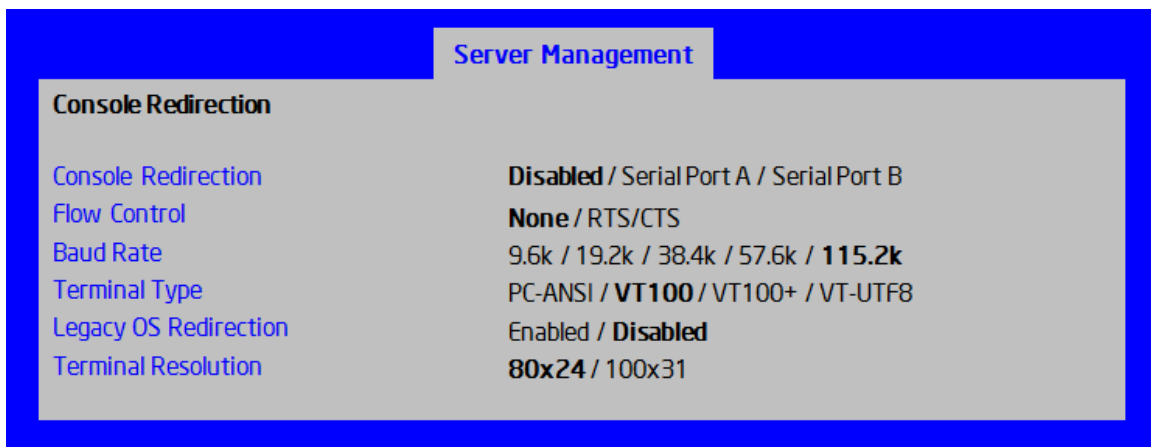 Server Management
Console Redirection
Console Redirection Disabled / Serial Port A / Serial Port B
Flow Control None / RTS/CTS
Baud Rate 9.6k / 19.2k / 38.4k / 57.6k / 115.2k
Terminal Type PC-ANSI / VT100 / VT100+ / VT-UTF8
Legacy OS Redirection Enabled / Disabled
Terminal Resolution 80x24 / 100x31